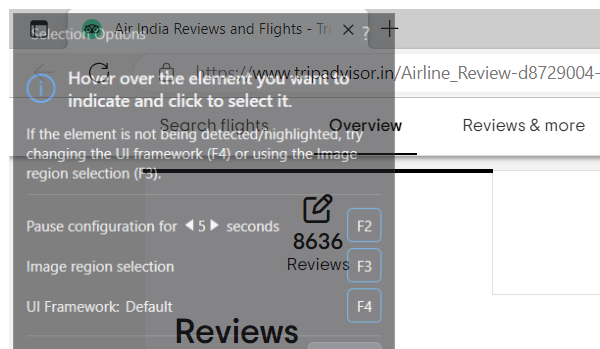 Selection Options
Air India Reviews and Flights - Tri
?
Hover over the element you want to
indicate and click to select it.
https://www.tripadvisor.in/Airline_Review-d8729004-
Search flights
Overview
Reviews & more
If the element is not being detected/highlighted, try
changing the UI framework (F4) or using the Image
region selection (F3).
Pause configuration for 5 seconds
F2
8636
Reviews
Image region selection
F3
UI Framework: Default
F4
Reviews